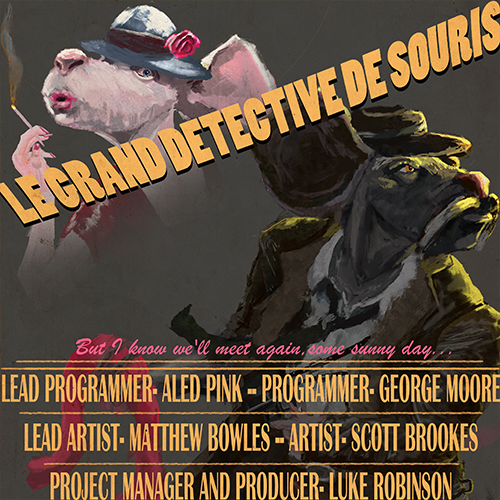 LE GRAND DETECTIVE DE SOURIS
But I know we'll meet again, some sunny day...
LEAD PROGRAMMER- ALED PINK -- PROGRAMMER- GEORGE MOORE
LEAD ARTIST- MATTHEW BOWLES -- ARTIST- SCOTT BROOKES
PROJECT MANAGER AND PRODUCER- LUKE ROBINSON